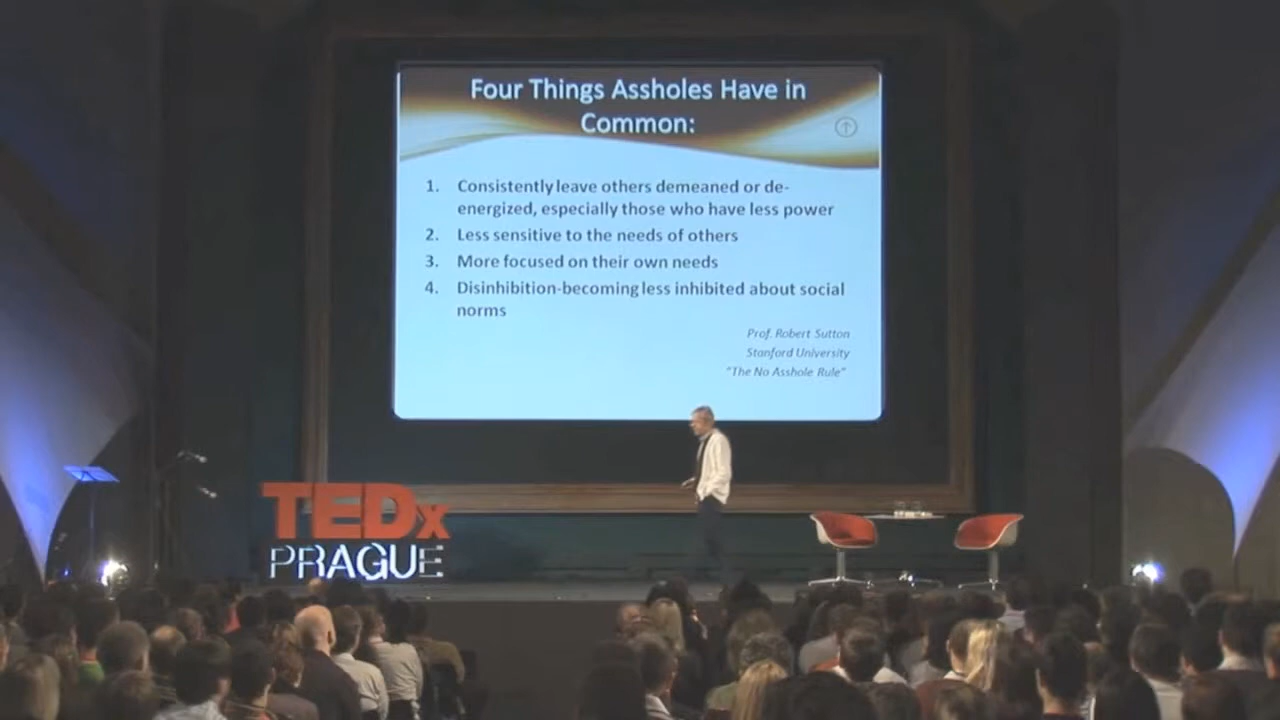 Four Things Assholes Have in
Common:
1. Consistently leave others demeaned or de-
energized, especially those who have less power
2. Less sensitive to the needs of others
3. More focused on their own needs
4. Disinhibition-becoming less inhibited about social
norms
Prof. Robert Sutton
Stanford University
"The No Asshole Rule"
TEDx
PRAGUE